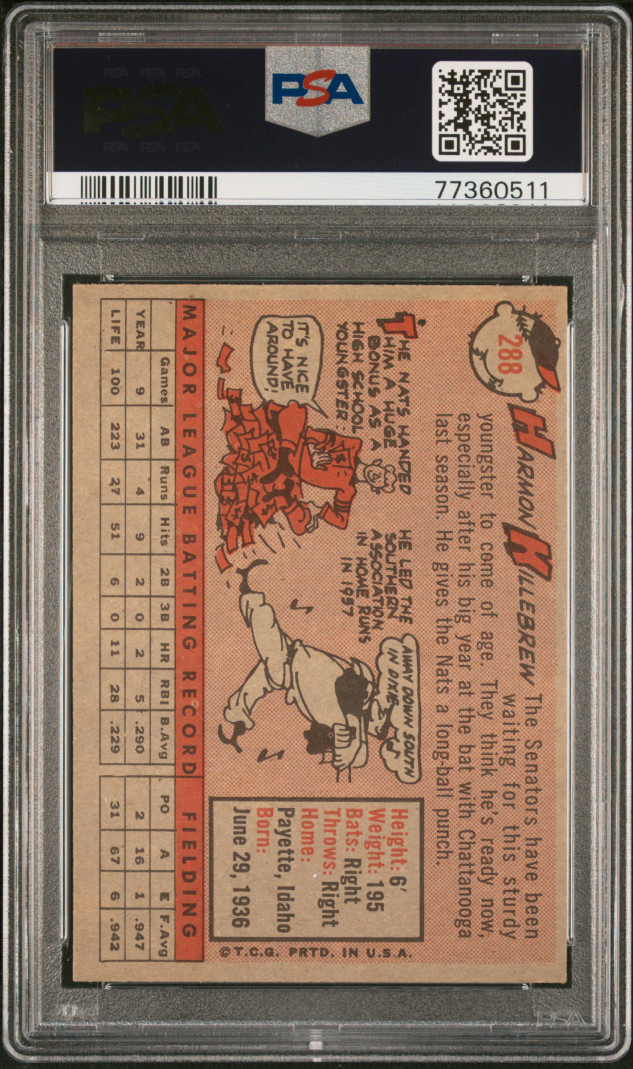 PSA
PSA
77360511
288
HARMON KILLEBREW
The Senators have been
waiting for this sturdy
youngster to come of age. They think he's ready now,
especially after his big year at the bat with Chattanooga
last season. He gives the Nats a long-ball punch.
THE NATS HANDED
HIM A HUGE
BONUS AS A
HIGH SCHOOL
YOUNGSTER.
IT'S NICE
TO HAVE
AROUND!
HE LED THE
SOUTHERN
ASSOCIATION
IN HOME RUNS
IN 1957
AWAY DOWN SOUTH
IN DIXIE
Height: 6'
Weight: 195
Bats: Right
Throws: Right
Home:
Payette, Idaho
Born:
June 29, 1936
MAJOR LEAGUE BATTING RECORD FIELDING
Games AB Runs Hits 2B 3B HR RBI B.Avg PO A E F.Avg
YEAR 9 31 4 9 2 0 2 5 .290 2 16 1 .947
LIFE 100 223 27 51 6 0 11 28 .229 31 67 6 .942
©T.C.G. PRTD. IN U.S.A.
PSA